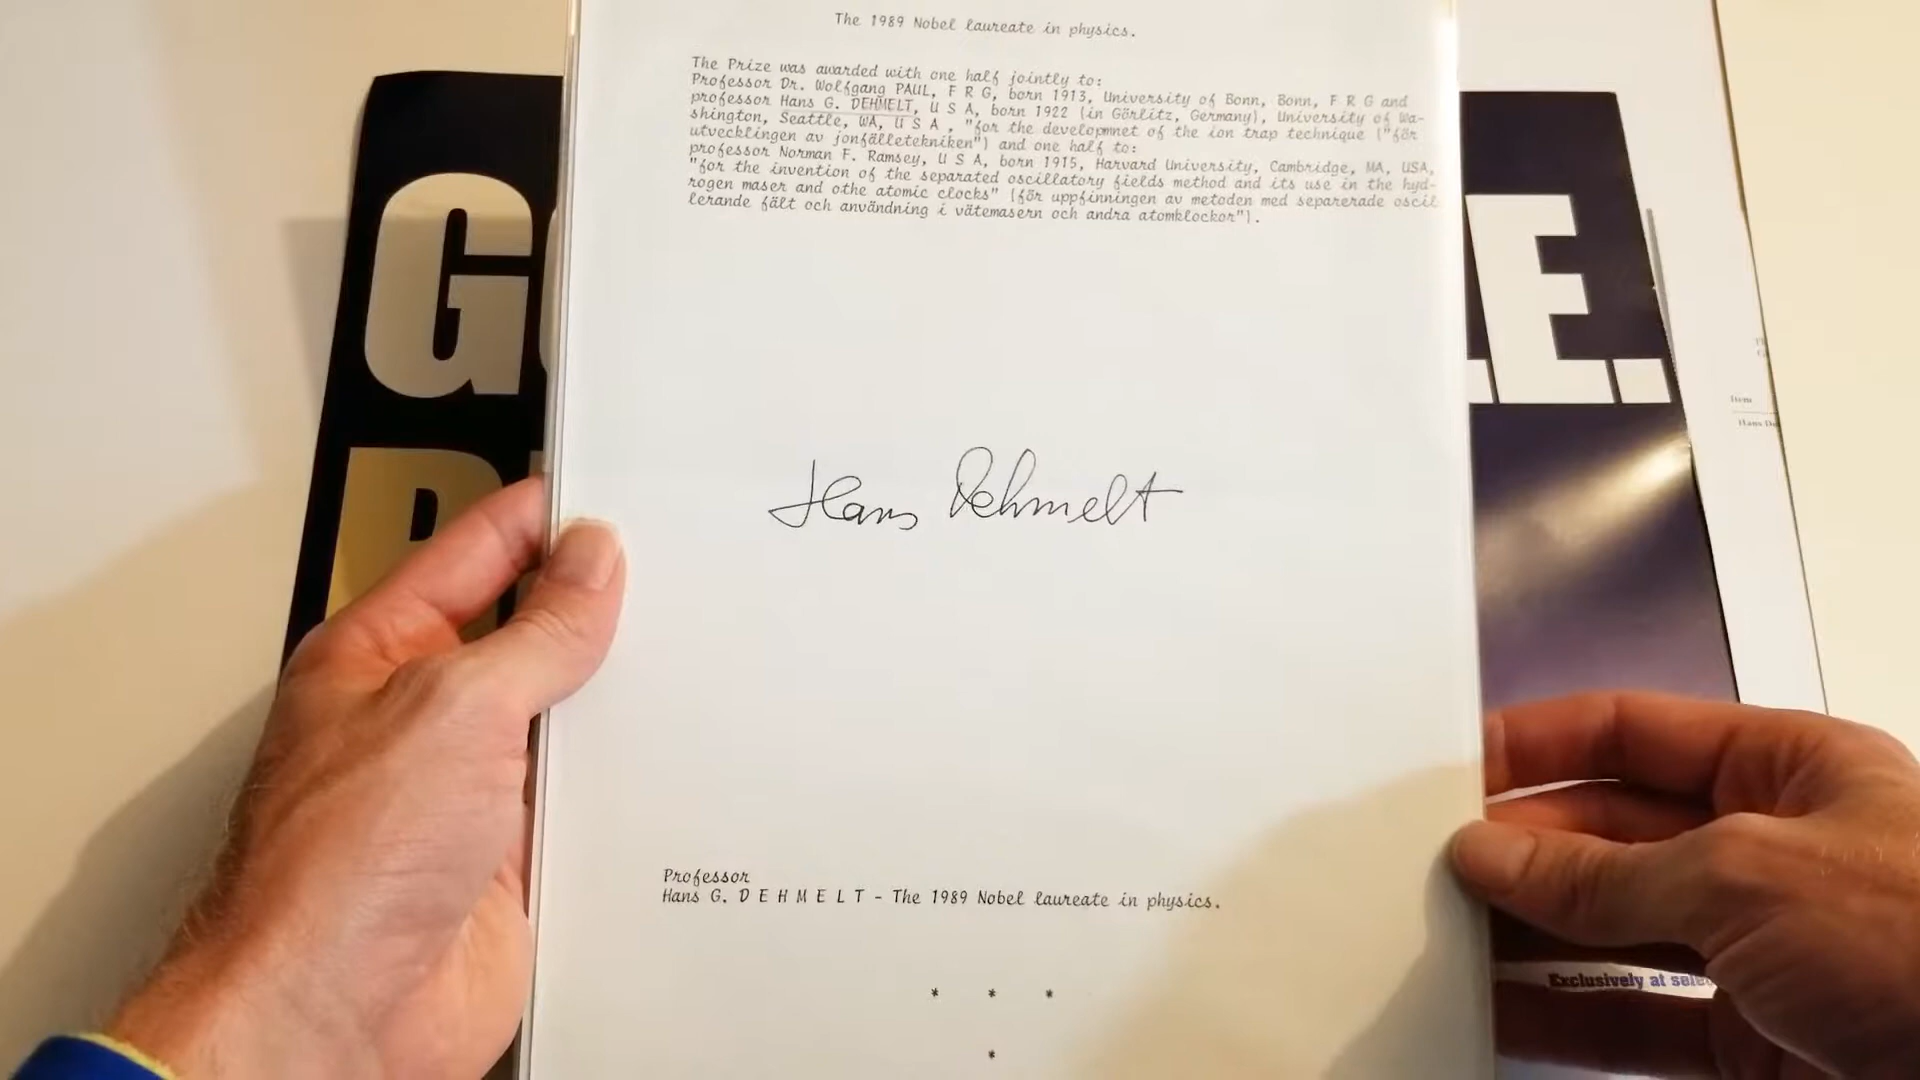 The 1989 Nobel laureate in physics.
The Prize was awarded with one half jointly to:
Professor Dr. Wolfgang PAUL, F R G, born 1913, University of Bonn, Bonn, F R G and
professor Hans G. DEHMELT, U S A, born 1922 (in Görlitz, Germany), University of Wa-
shington, Seattle, WA, U S A , "for the developmnet of the ion trap technique ("för
utvecklingen av jonfälletekniken") and one half to:
professor Norman F. Ramsey, U S A, born 1915, Harvard University, Cambridge, MA, USA,
"for the invention of the separated oscillatory fields method and its use in the hyd-
rogen maser and othe atomic clocks" (för uppfinningen av metoden med separerade oscil
lerande fält och användning i vätemasern och andra atomklockor").
Hans Dehmelt
Professor
Hans G. D E H M E L T - The 1989 Nobel laureate in physics.
* * *
*
G
E.
Item
Exclusively at